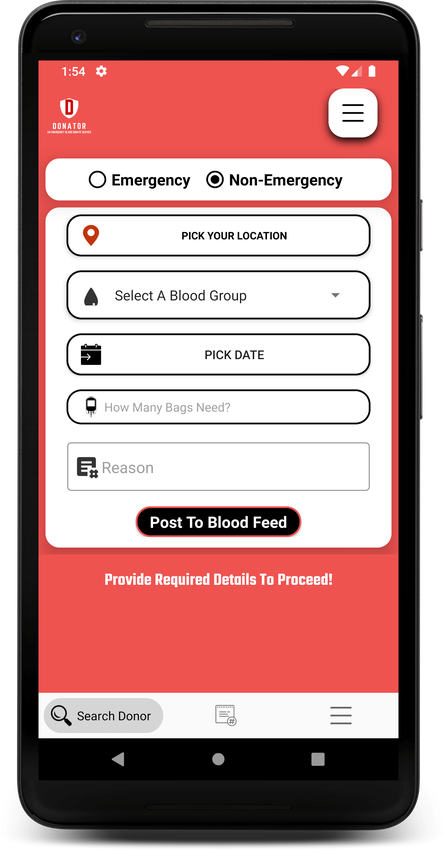 1:54
DONATOR
Emergency
Non-Emergency
PICK YOUR LOCATION
Select A Blood Group
PICK DATE
How Many Bags Need?
Reason
Post To Blood Feed
Provide Required Details To Proceed!
Search Donor